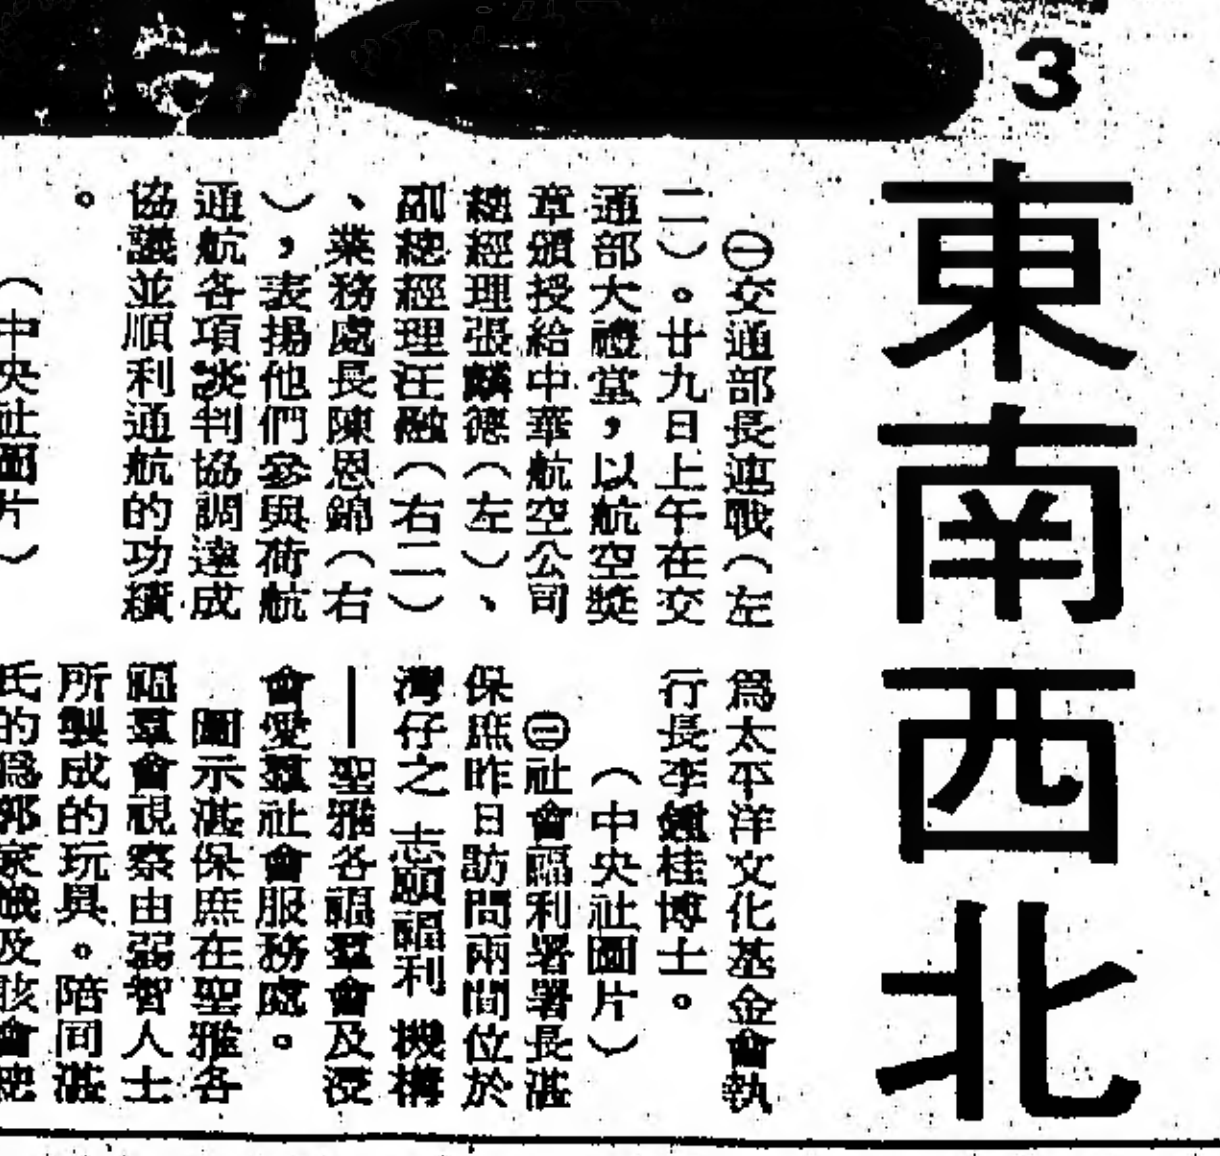 3
東南西北
㊀交通部長連戰（左
二）。廿九日上午在交
通部大禮堂，以航空獎
章頒授給中華航空公司
總經理張麟德（左）、
副總經理汪融（右二）
、業務處長陳恩錦（右
），表揚他們參與荷航
通航各項談判協調達成
協議並順利通航的功績
。
（中央社圖片）
爲太平洋文化基金會執
行長李鍾桂博士。
（中央社圖片）
㊂社會福利署署長湛
保庶昨日訪問兩間位於
灣仔之志願福利機構
—聖雅各福羣會及浸
會愛羣社會服務處。
圖示湛保庶在聖雅各
福羣會視察由弱智人士
所製成的玩具。陪同湛
氏的爲郭家 及該會總